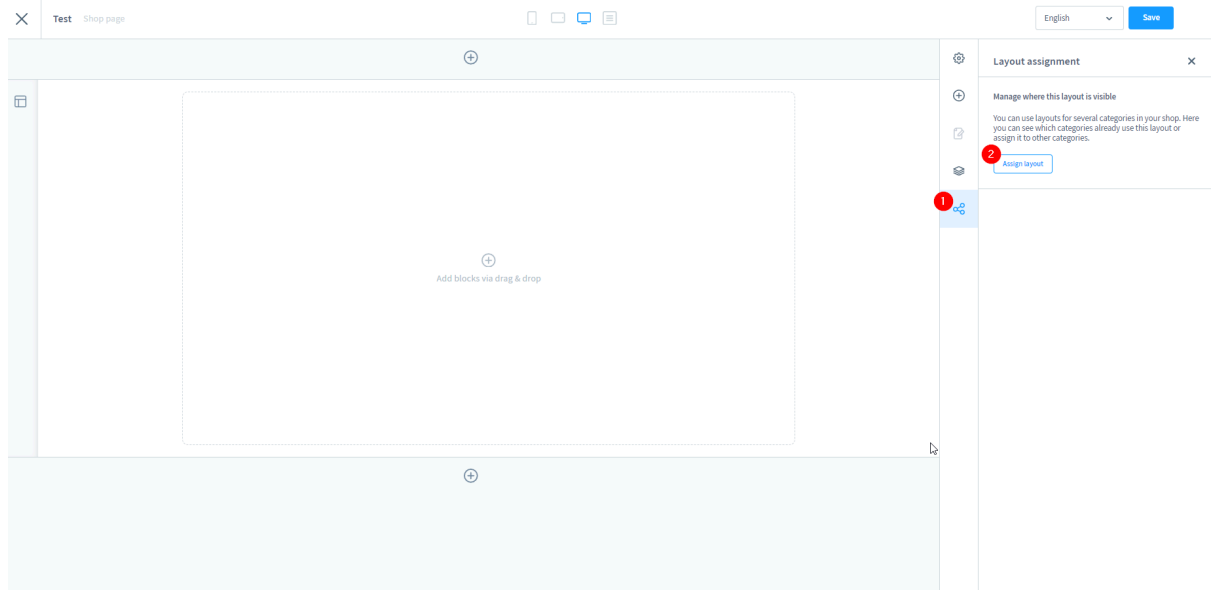 Test Shop page
English
Save
Layout assignment
Manage where this layout is visible
You can use layouts for several categories in your shop. Here
you can see which categories already use this layout or
assign it to other categories.
2
Assign layout
1
Add blocks via drag & drop